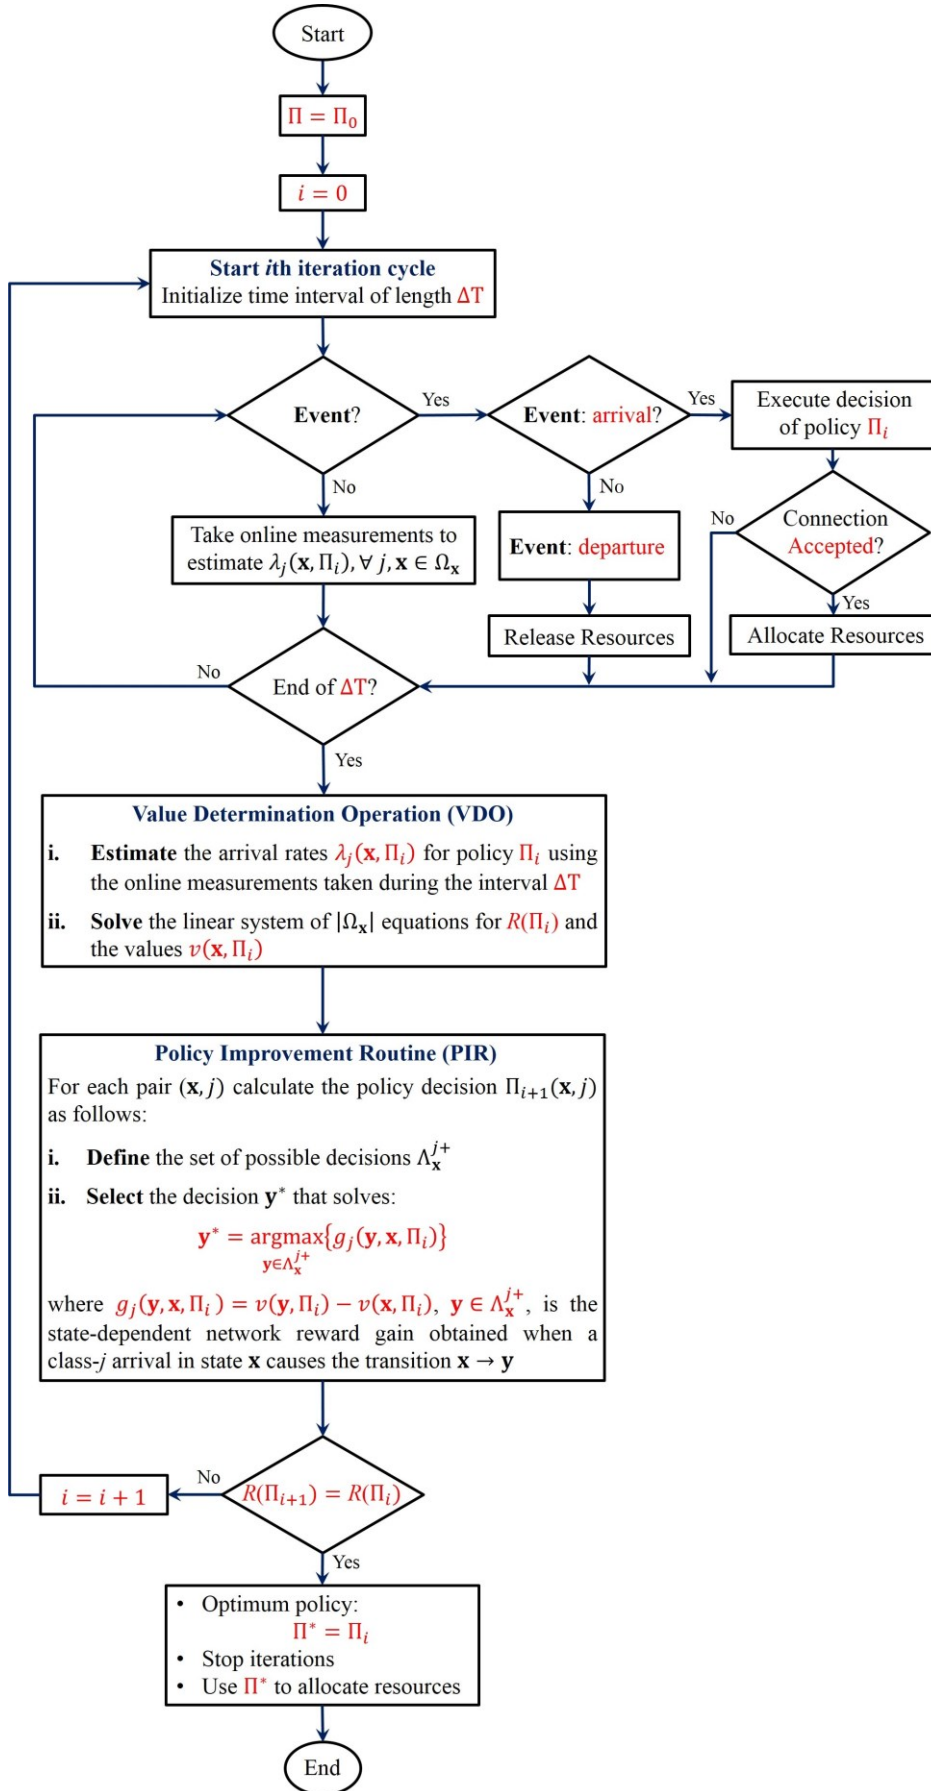 Start
Π = Π₀
i = 0
Start ith iteration cycle
Initialize time interval of length ΔT
Event?
Yes
Event: arrival?
Yes
Execute decision
of policy Πᵢ
No
No
No
Connection
Accepted?
Take online measurements to
estimate λⱼ(x, Πᵢ), ∀ j, x ∈ Ωₓ
Event: departure
Yes
Release Resources
Allocate Resources
No
End of ΔT?
Yes
Value Determination Operation (VDO)
i. Estimate the arrival rates λⱼ(x, Πᵢ) for policy Πᵢ using
the online measurements taken during the interval ΔT
ii. Solve the linear system of |Ωₓ| equations for R(Πᵢ) and
the values v(x, Πᵢ)
Policy Improvement Routine (PIR)
For each pair (x, j) calculate the policy decision Πᵢ₊₁(x, j)
as follows:
i. Define the set of possible decisions Λₓʲ⁺
ii. Select the decision y* that solves:
y* = argmax{gⱼ(y, x, Πᵢ)}
y∈Λₓʲ⁺
where gⱼ(y, x, Πᵢ) = v(y, Πᵢ) − v(x, Πᵢ), y ∈ Λₓʲ⁺, is the
state-dependent network reward gain obtained when a
class-j arrival in state x causes the transition x → y
No
i = i + 1
R(Πᵢ₊₁) = R(Πᵢ)
Yes
• Optimum policy:
Π* = Πᵢ
• Stop iterations
• Use Π* to allocate resources
End